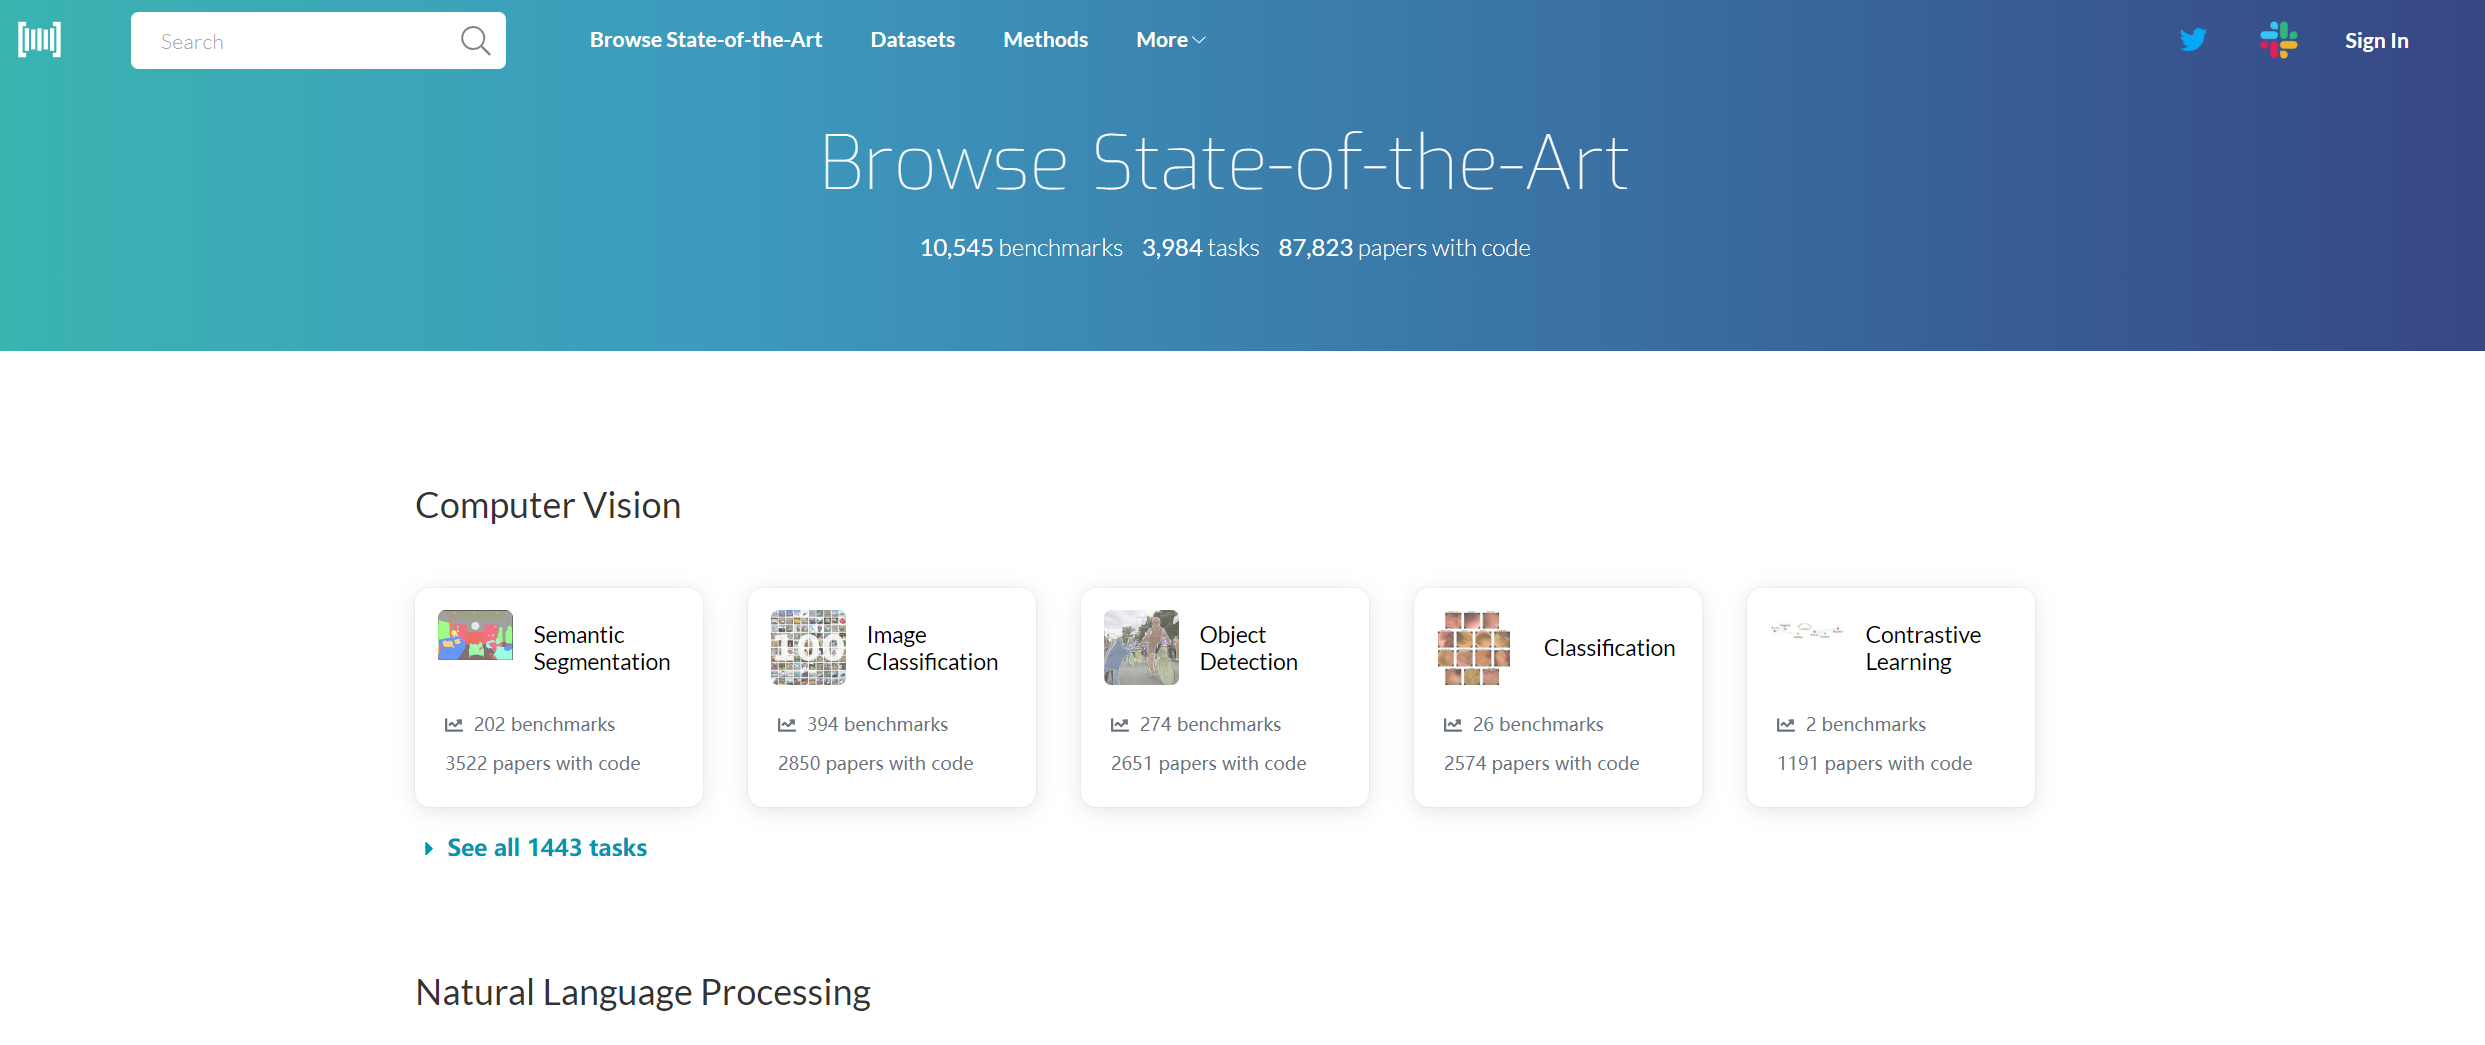 Search
Browse State-of-the-Art
Datasets
Methods
More
Sign In
Browse State-of-the-Art
10,545 benchmarks 3,984 tasks 87,823 papers with code
Computer Vision
Semantic
Segmentation
202 benchmarks
3522 papers with code
100
Image
Classification
394 benchmarks
2850 papers with code
Object
Detection
274 benchmarks
2651 papers with code
Classification
26 benchmarks
2574 papers with code
Contrastive
Learning
2 benchmarks
1191 papers with code
See all 1443 tasks
Natural Language Processing